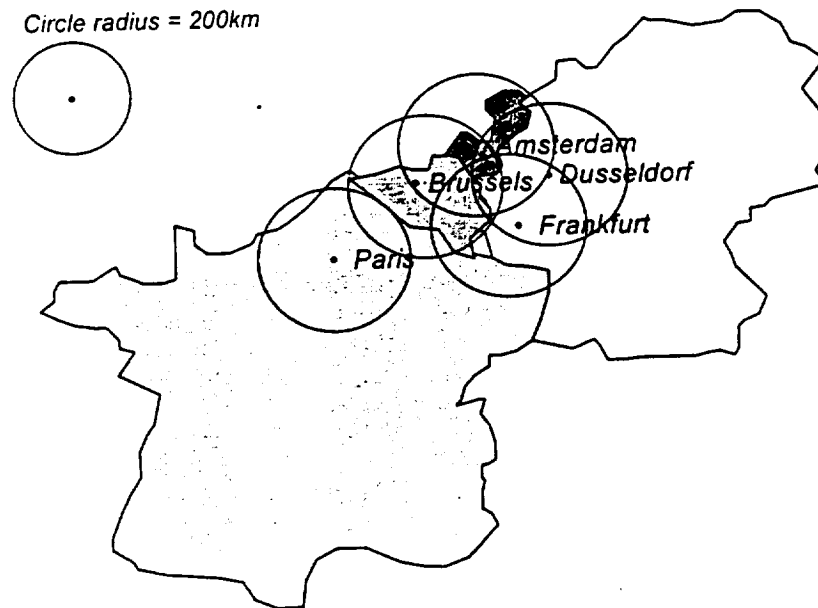 Circle radius = 200km
Amsterdam
Brussels
Dusseldorf
Frankfurt
Paris